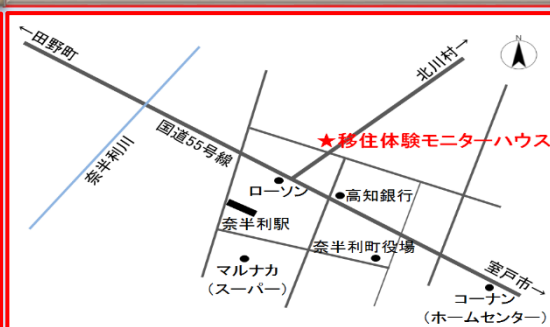 ←田野町
北川村→
N
奈半利川
国道55号線
★移住体験モニターハウス
ローソン
高知銀行
奈半利駅
奈半利町役場
マルナカ
（スーパー）
室戸市→
コーナン
（ホームセンター）